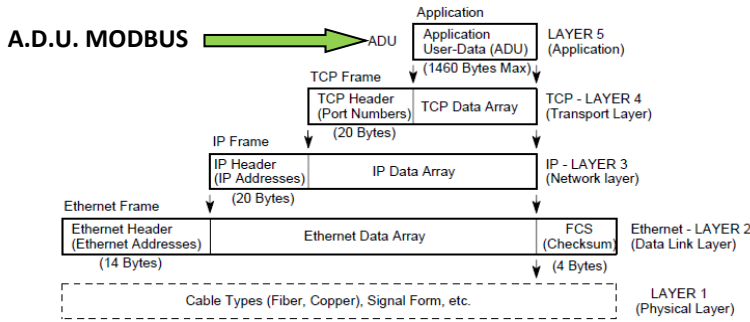 Application
A.D.U. MODBUS
ADU
Application
User-Data (ADU)
LAYER 5
(Application)
(1460 Bytes Max)
TCP Frame
TCP Header
(Port Numbers)
TCP Data Array
TCP - LAYER 4
(Transport Layer)
(20 Bytes)
IP Frame
IP Header
(IP Addresses)
IP Data Array
IP - LAYER 3
(Network layer)
(20 Bytes)
Ethernet Frame
Ethernet Header
(Ethernet Addresses)
Ethernet Data Array
FCS
(Checksum)
Ethernet - LAYER 2
(Data Link Layer)
(14 Bytes)
(4 Bytes)
Cable Types (Fiber, Copper), Signal Form, etc.
LAYER 1
(Physical Layer)